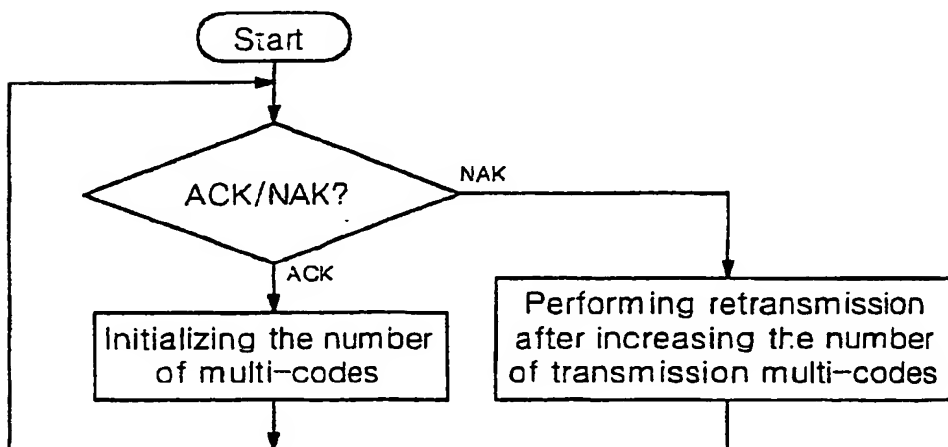 Start
ACK/NAK?
NAK
ACK
Initializing the number
of multi-codes
Performing retransmission
after increasing the number
of transmission multi-codes